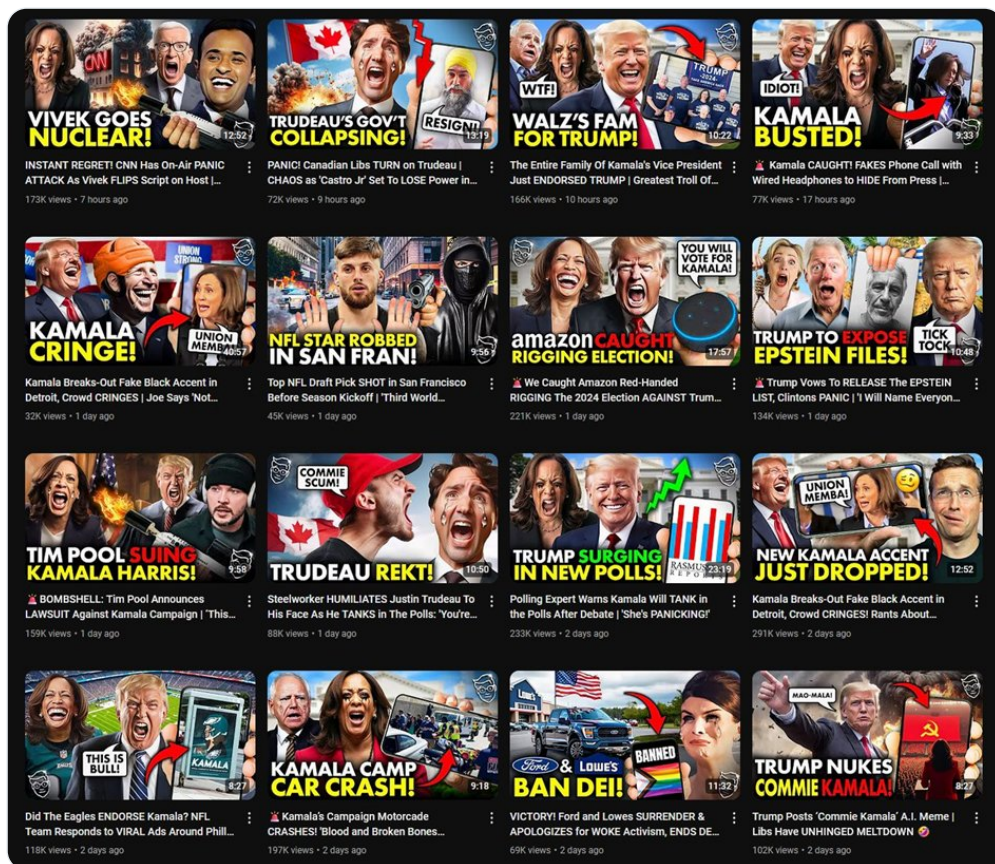 CNN
VIVEK GOES
NUCLEAR!
12:52
INSTANT REGRET! CNN Has On-Air PANIC
ATTACK As Vivek FLIPS Script on Host |...
173K views • 7 hours ago
TRUDEAU'S GOV'T
COLLAPSING!
RESIGN!
13:19
PANIC! Canadian Libs TURN on Trudeau |
CHAOS as 'Castro Jr' Set To LOSE Power in...
72K views • 9 hours ago
WTF!
TRUMP
2024
WALZ'S FAM
FOR TRUMP!
10:22
The Entire Family Of Kamala's Vice President
Just ENDORSED TRUMP | Greatest Troll Of...
166K views • 10 hours ago
IDIOT!
KAMALA
BUSTED!
9:33
🚨 Kamala CAUGHT! FAKES Phone Call with
Wired Headphones to HIDE From Press |...
77K views • 17 hours ago
UNION
STRONG
KAMALA
CRINGE!
UNION
MEMBA!
40:57
Kamala Breaks-Out Fake Black Accent in
Detroit, Crowd CRINGES | Joe Says 'Not...
32K views • 1 day ago
NFL STAR ROBBED
IN SAN FRAN!
9:56
Top NFL Draft Pick SHOT in San Francisco
Before Season Kickoff | 'Third World...
45K views • 1 day ago
YOU WILL
VOTE FOR
KAMALA!
amazon CAUGHT
RIGGING ELECTION!
17:57
🚨 We Caught Amazon Red-Handed
RIGGING The 2024 Election AGAINST Trum...
221K views • 1 day ago
TRUMP TO EXPOSE
EPSTEIN FILES!
TICK
TOCK
10:48
🚨 Trump Vows To RELEASE The EPSTEIN
LIST, Clintons PANIC | 'I Will Name Everyon...
134K views • 1 day ago
TIM POOL SUING
KAMALA HARRIS!
9:58
🚨 BOMBSHELL: Tim Pool Announces
LAWSUIT Against Kamala Campaign | 'This...
159K views • 1 day ago
COMMIE
SCUM!
TRUDEAU REKT!
10:50
Steelworker HUMILIATES Justin Trudeau To
His Face As He TANKS in The Polls: 'You're...
88K views • 1 day ago
TRUMP SURGING
IN NEW POLLS!
23:19
Polling Expert Warns Kamala Will TANK in
the Polls After Debate | 'She's PANICKING!'
233K views • 2 days ago
UNION
MEMBA!
NEW KAMALA ACCENT
JUST DROPPED!
12:52
Kamala Breaks-Out Fake Black Accent in
Detroit, Crowd CRINGES! Rants About...
291K views • 2 days ago
THIS IS
BULL!
KAMALA
8:27
Did The Eagles ENDORSE Kamala? NFL
Team Responds to VIRAL Ads Around Phill...
118K views • 2 days ago
KAMALA CAMP
CAR CRASH!
9:18
🚨 Kamala's Campaign Motorcade
CRASHES! 'Blood and Broken Bones...
197K views • 2 days ago
LOWE'S
BANNED
Ford & LOWE'S
BAN DEI!
11:32
VICTORY! Ford and Lowes SURRENDER &
APOLOGIZES for WOKE Activism, ENDS DE...
69K views • 2 days ago
MAO-MALA!
TRUMP NUKES
COMMIE KAMALA!
8:27
Trump Posts 'Commie Kamala' A.I. Meme |
Libs Have UNHINGED MELTDOWN 🤣
102K views • 2 days ago